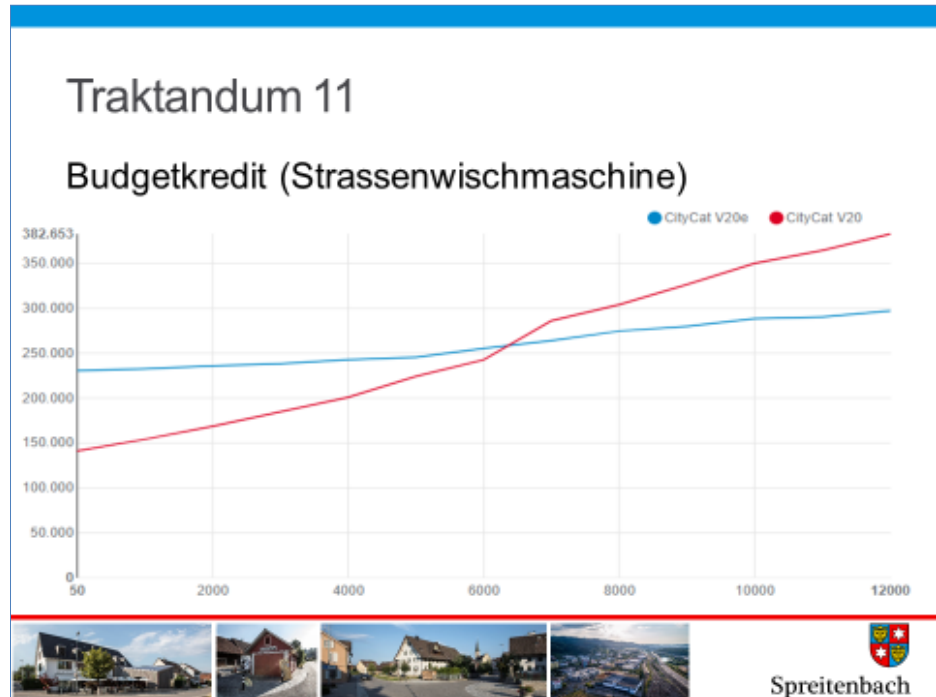 Traktandum 11
Budgetkredit (Strassenwischmaschine)
CityCat V20e CityCat V20
382.653
350.000
300.000
250.000
200.000
150.000
100.000
50.000
0
50 2000 4000 6000 8000 10000 12000
Spreitenbach